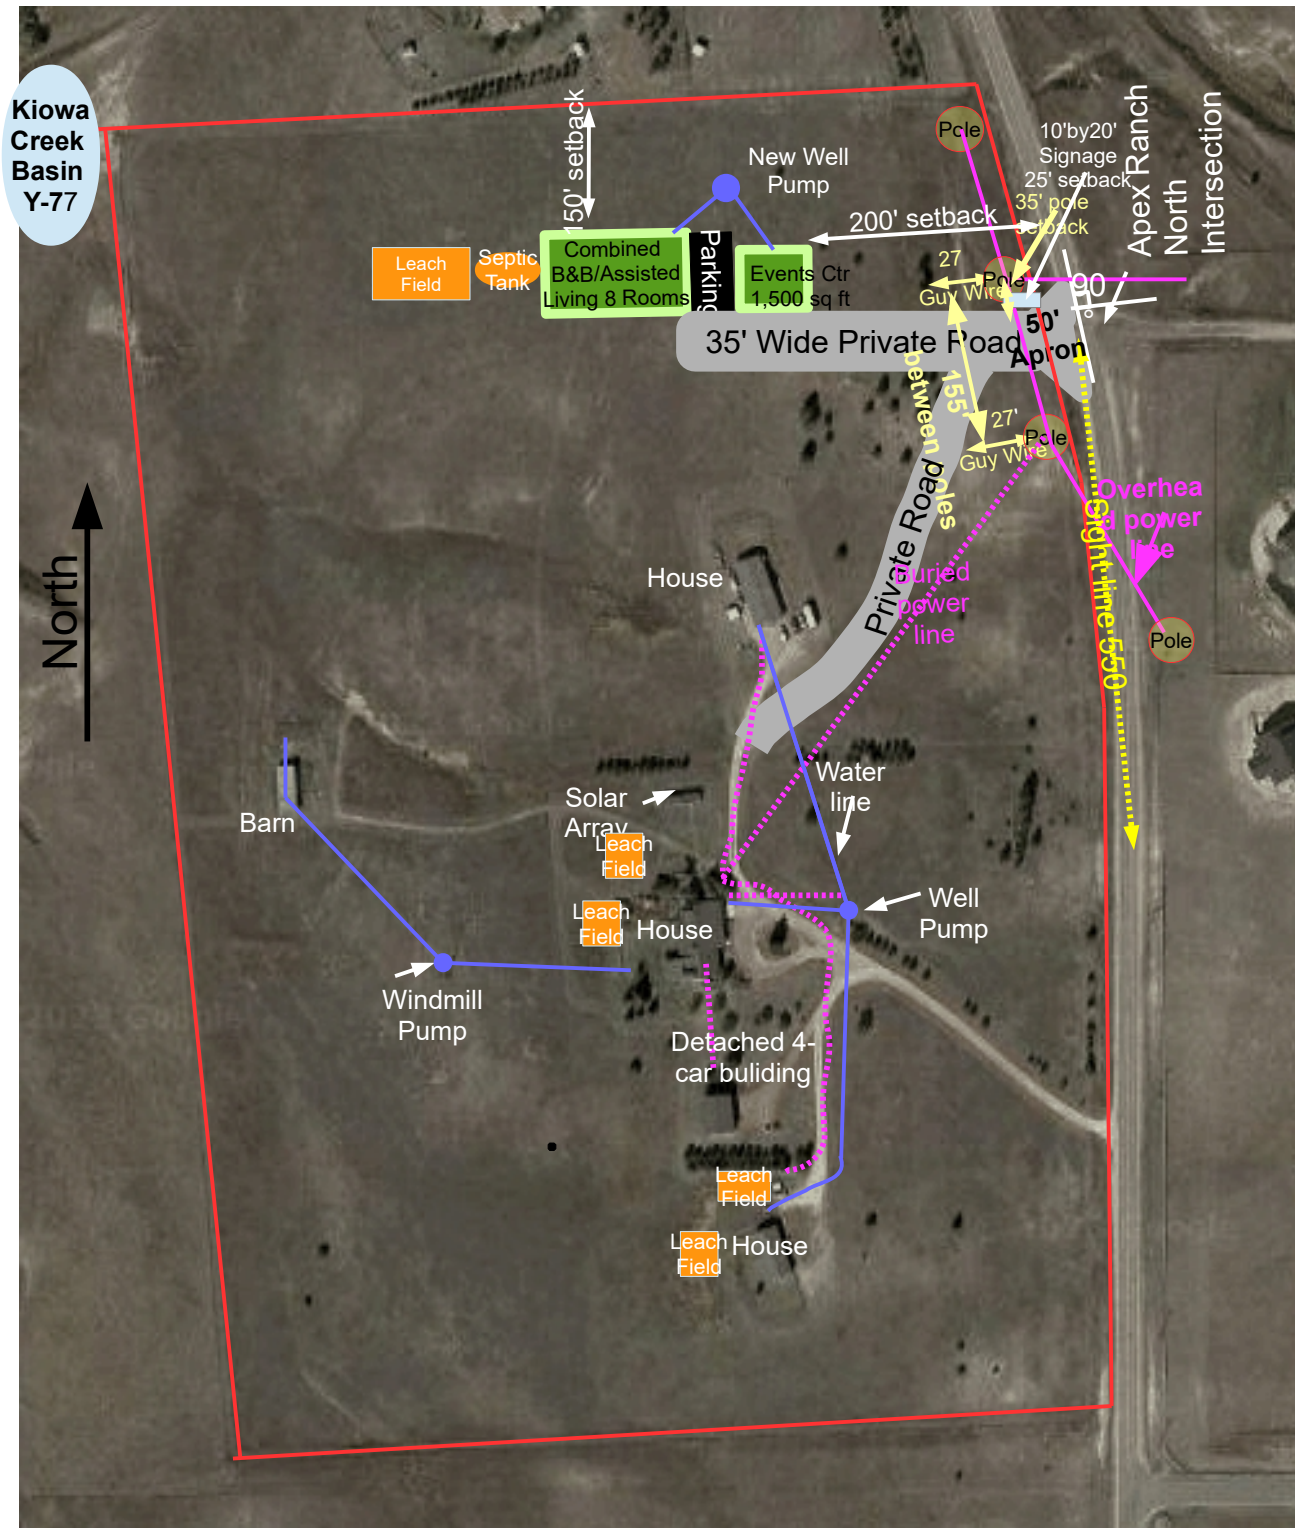 Kiowa
Creek
Basin
Y-77
150' setback
New Well
Pump
Pole
10'by20'
Signage
25' setback
35' pole
setback
Apex Ranch
North
Intersection
200' setback
Leach
Field
Septic
Tank
Combined
B&B/Assisted
Living 8 Rooms
Parking
Events Ctr
1,500 sq ft
27
Guy Wire
Pole
90°
35' Wide Private Road
50'
Apron
155'
between poles
27'
Guy Wire
Pole
Private Road
Overhea
d power
line
Sight line 550
Buried
power
line
Pole
North
House
Water
line
Solar
Array
Barn
Leach
Field
Leach
Field
House
Well
Pump
Windmill
Pump
Detached 4-
car buliding
Leach
Field
Leach
Field
House